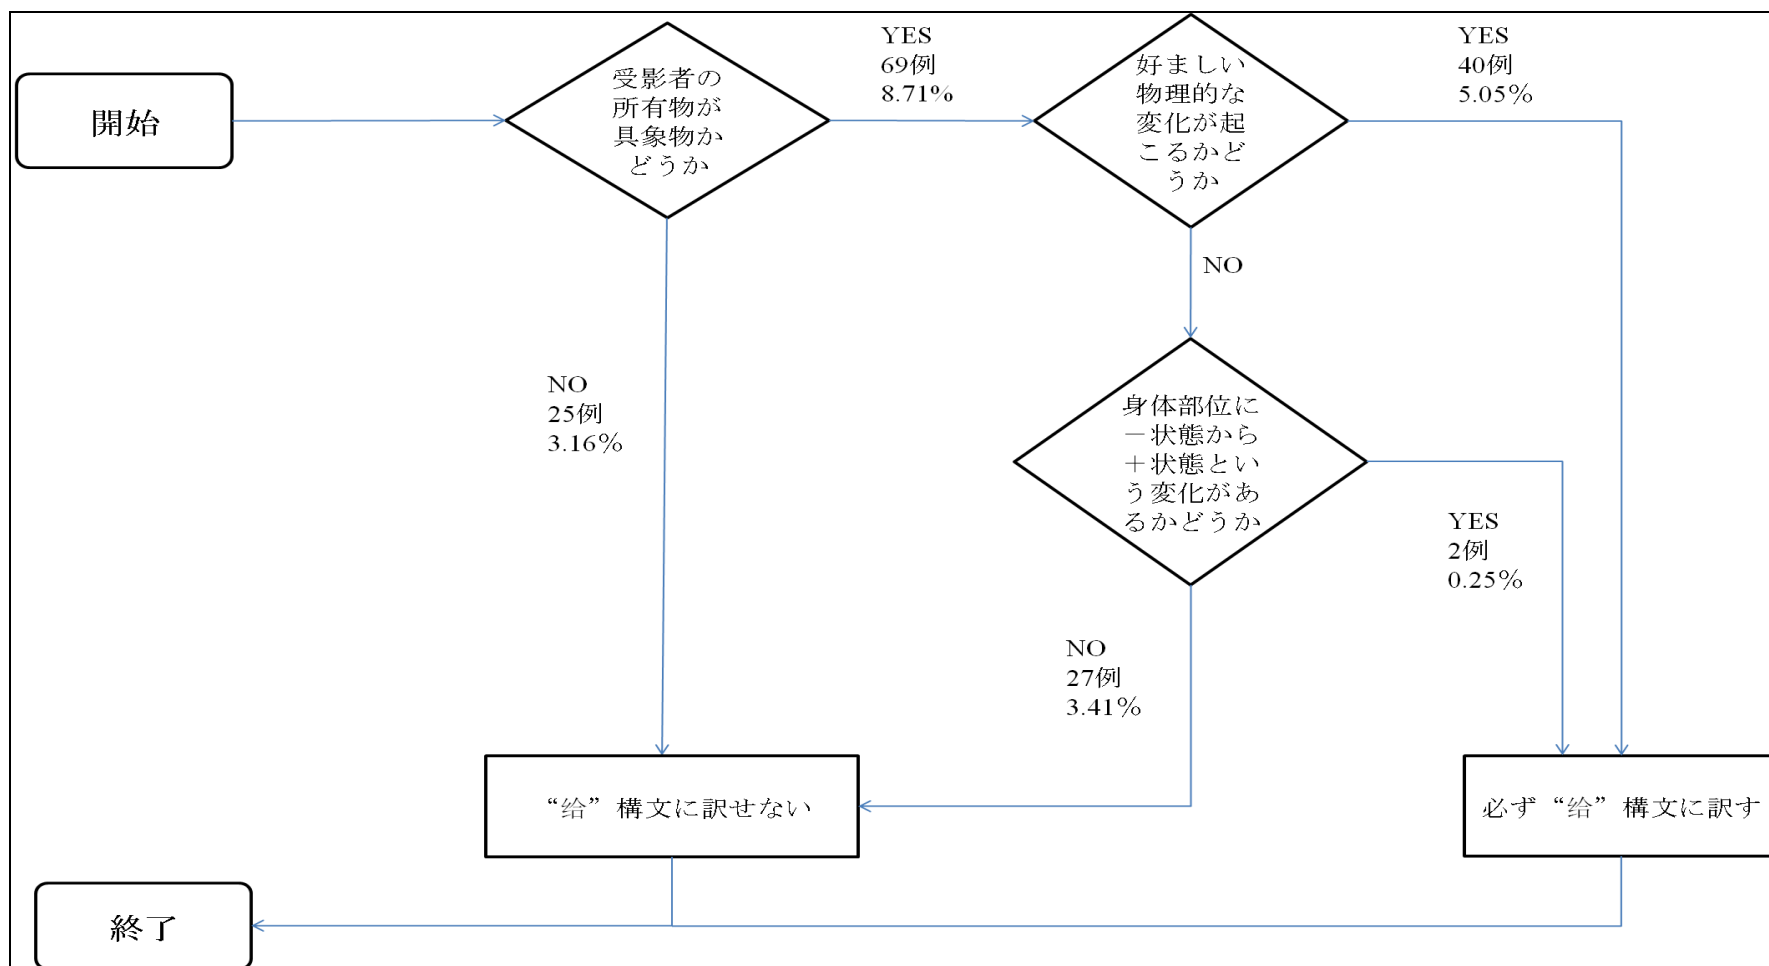 開始
受影者の
所有物が
具象物か
どうか
YES
69例
8.71%
好ましい
物理的な
変化が起
こるかど
うか
YES
40例
5.05%
NO
NO
25例
3.16%
身体部位に
－状態から
＋状態とい
う変化があ
るかどうか
YES
2例
0.25%
NO
27例
3.41%
“给”構文に訳せない
必ず“给”構文に訳す
終了